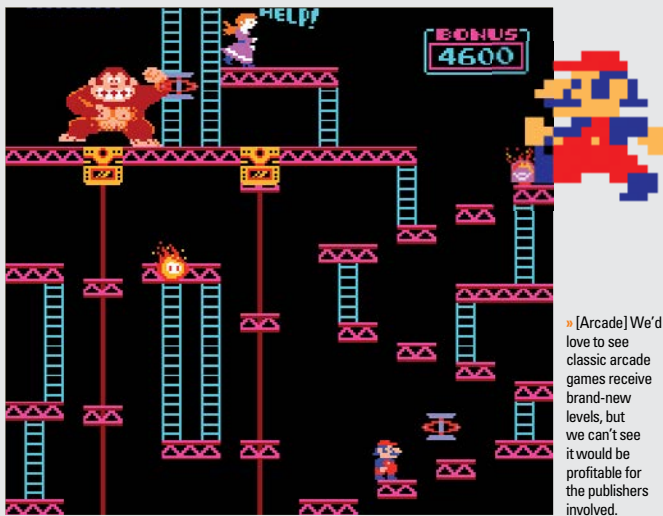 HELP!
BONUS
4600
» [Arcade] We'd
love to see
classic arcade
games receive
brand-new
levels, but
we can't see
it would be
profitable for
the publishers
involved.